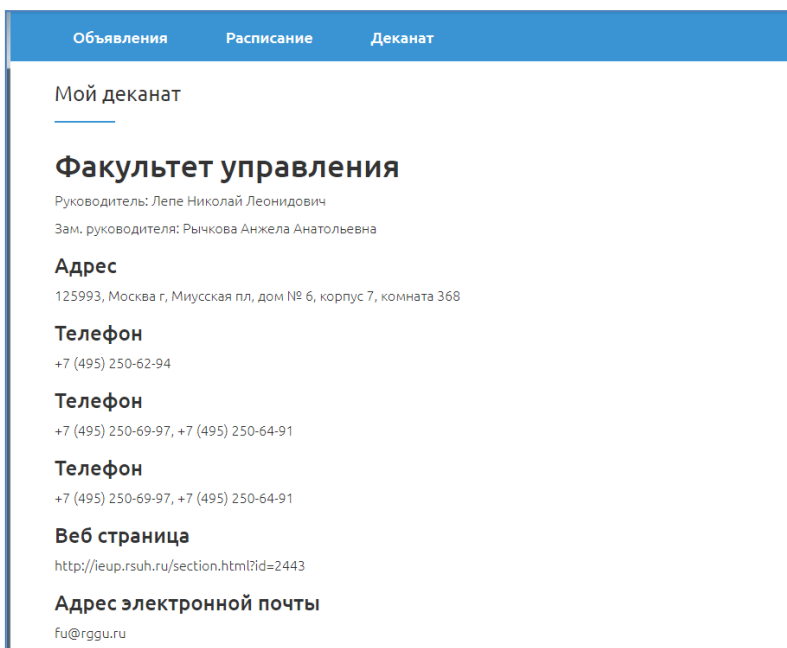 Объявления Расписание Деканат
Мой деканат
Факультет управления
Руководитель: Лепе Николай Леонидович
Зам. руководителя: Рычкова Анжела Анатольевна
Адрес
125993, Москва г, Миусская пл, дом № 6, корпус 7, комната 368
Телефон
+7 (495) 250-62-94
Телефон
+7 (495) 250-69-97, +7 (495) 250-64-91
Телефон
+7 (495) 250-69-97, +7 (495) 250-64-91
Веб страница
http://ieup.rsuh.ru/section.html?id=2443
Адрес электронной почты
fu@rggu.ru